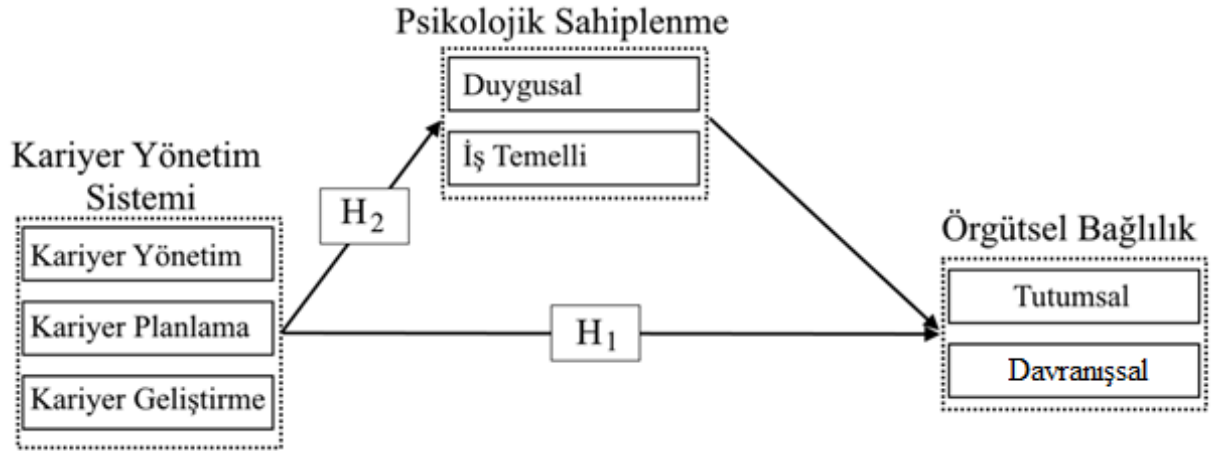 Psikolojik Sahiplenme
Duygusal
İş Temelli
Kariyer Yönetim
Sistemi
Kariyer Yönetim
Kariyer Planlama
Kariyer Geliştirme
H₂
H₁
Örgütsel Bağlılık
Tutumsal
Davranışsal